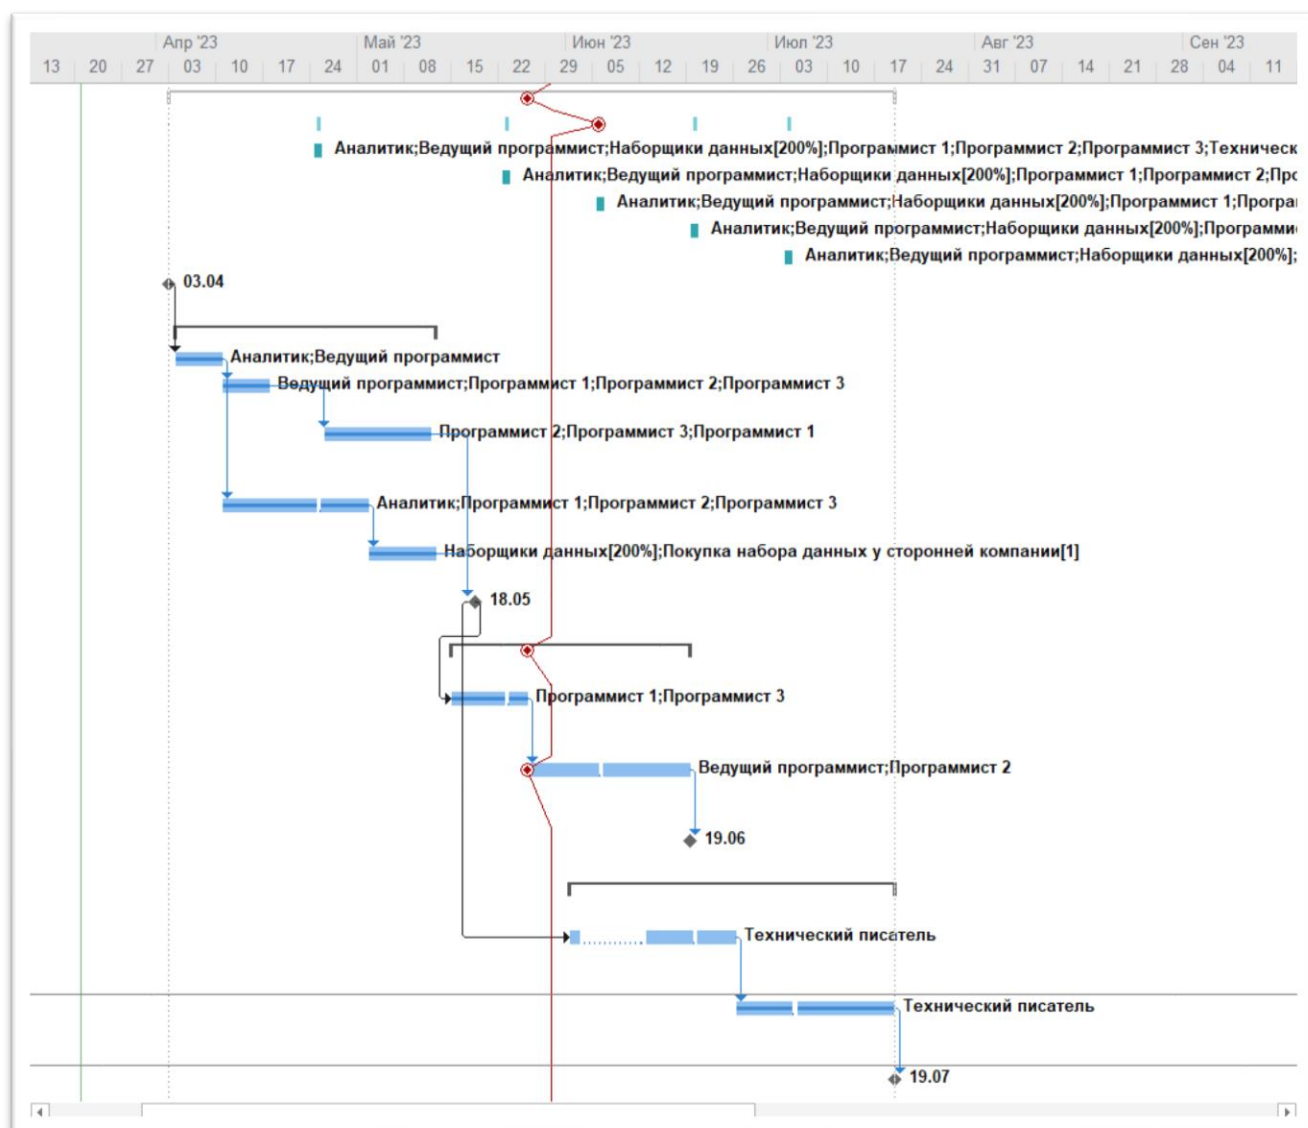 Апр '23 Май '23 Июн '23 Июл '23 Авг '23 Сен '23
13 20 27 03 10 17 24 01 08 15 22 29 05 12 19 26 03 10 17 24 31 07 14 21 28 04 11
Аналитик;Ведущий программист;Наборщики данных[200%];Программист 1;Программист 2;Программист 3;Техническ
Аналитик;Ведущий программист;Наборщики данных[200%];Программист 1;Программист 2;Прс
Аналитик;Ведущий программист;Наборщики данных[200%];Программист 1;Програ
Аналитик;Ведущий программист;Наборщики данных[200%];Программи
Аналитик;Ведущий программист;Наборщики данных[200%];
03.04
Аналитик;Ведущий программист
Ведущий программист;Программист 1;Программист 2;Программист 3
Программист 2;Программист 3;Программист 1
Аналитик;Программист 1;Программист 2;Программист 3
Наборщики данных[200%];Покупка набора данных у сторонней компании[1]
18.05
Программист 1;Программист 3
Ведущий программист;Программист 2
19.06
Технический писатель
Технический писатель
19.07